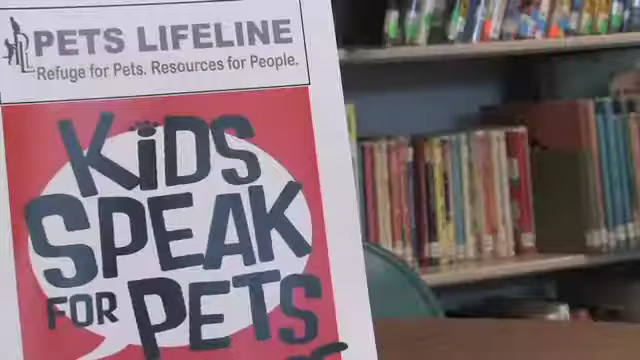 PETS LIFELINE
Refuge for Pets. Resources for People.
KiDS
SPEAK
FOR PETS